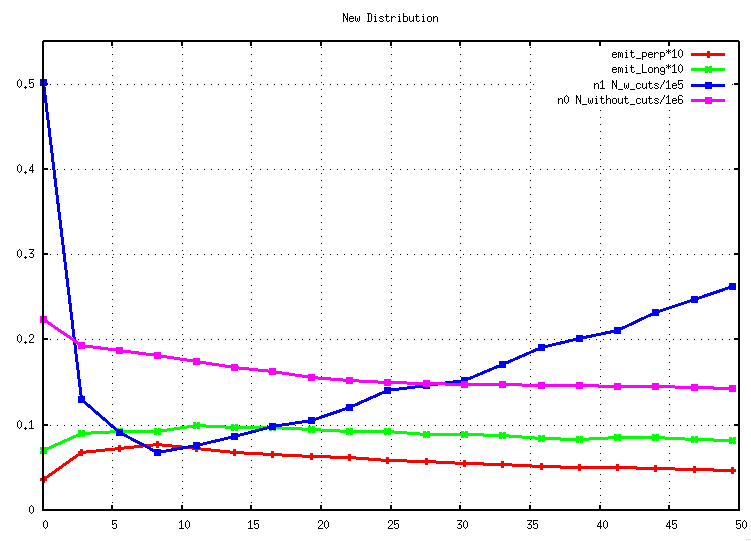 New Distribution
emit_perp*10
emit_Long*10
n1 N_w_cuts/1e5
n0 N_without_cuts/1e6
0.5
0.4
0.3
0.2
0.1
0
0 5 10 15 20 25 30 35 40 45 50